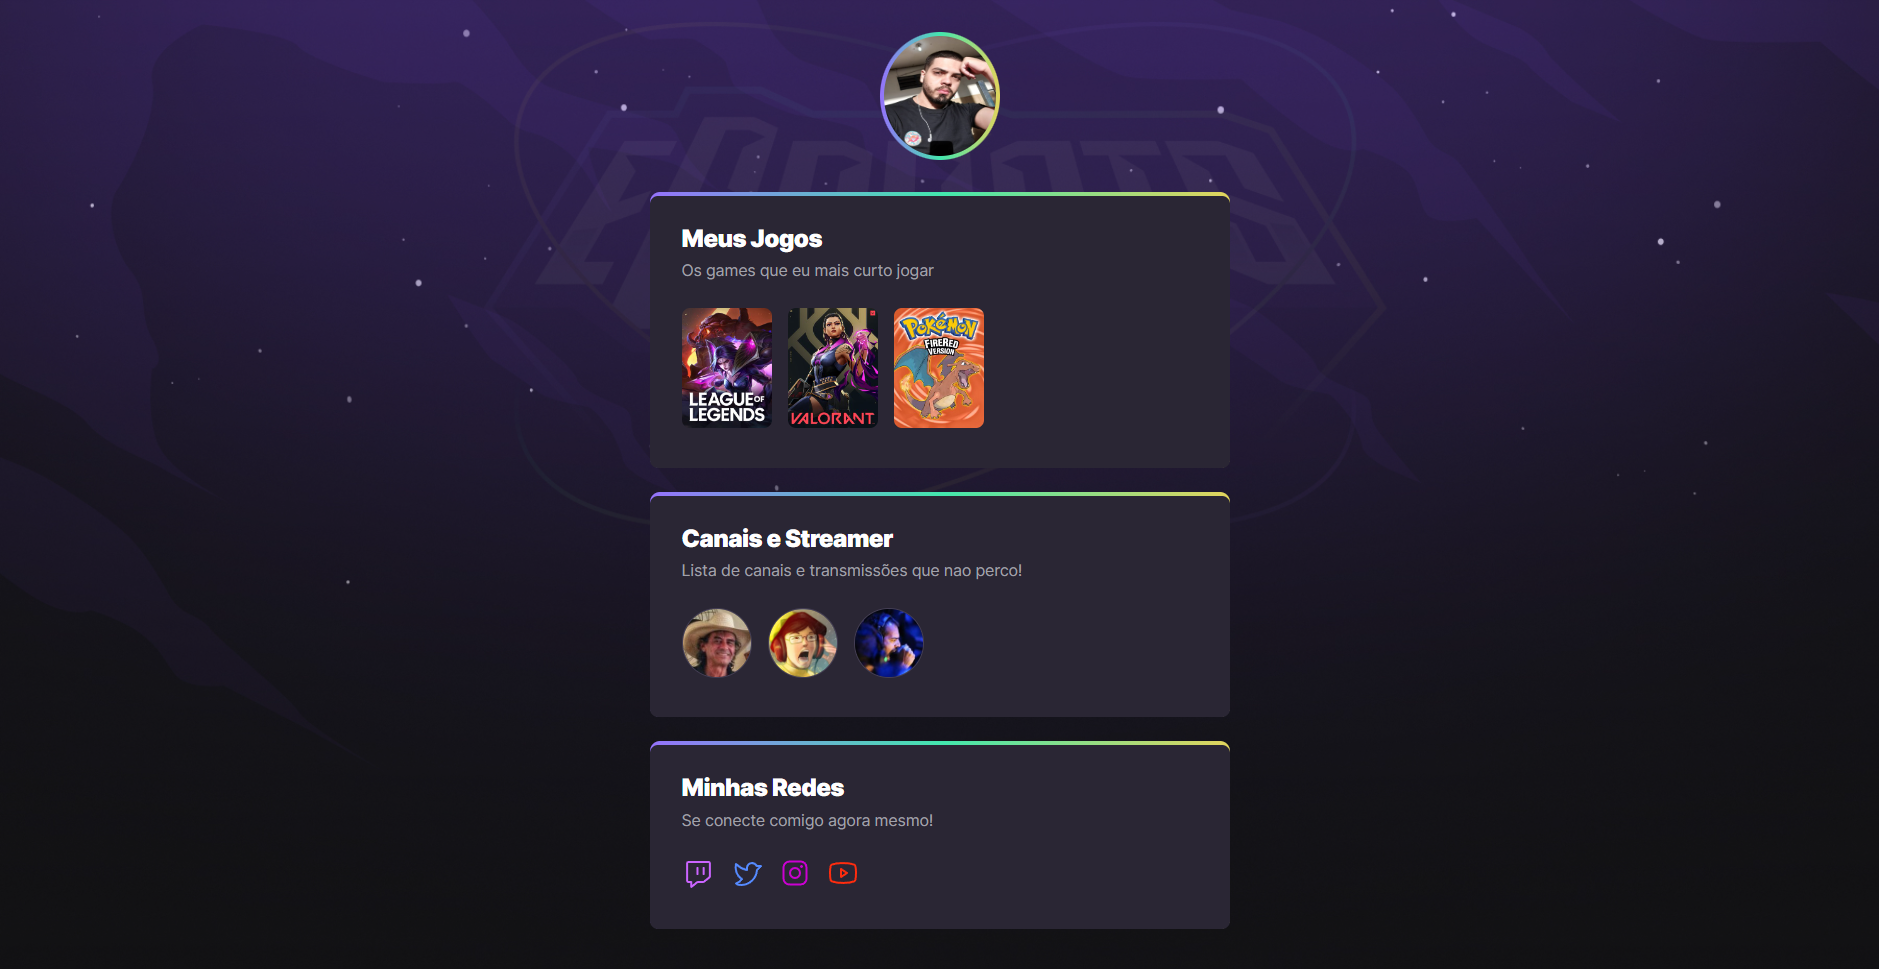 Meus Jogos
Os games que eu mais curto jogar
LEAGUE OF
LEGENDS
VALORANT
POKéMON
FIRERED
VERSION
Canais e Streamer
Lista de canais e transmissões que nao perco!
Minhas Redes
Se conecte comigo agora mesmo!